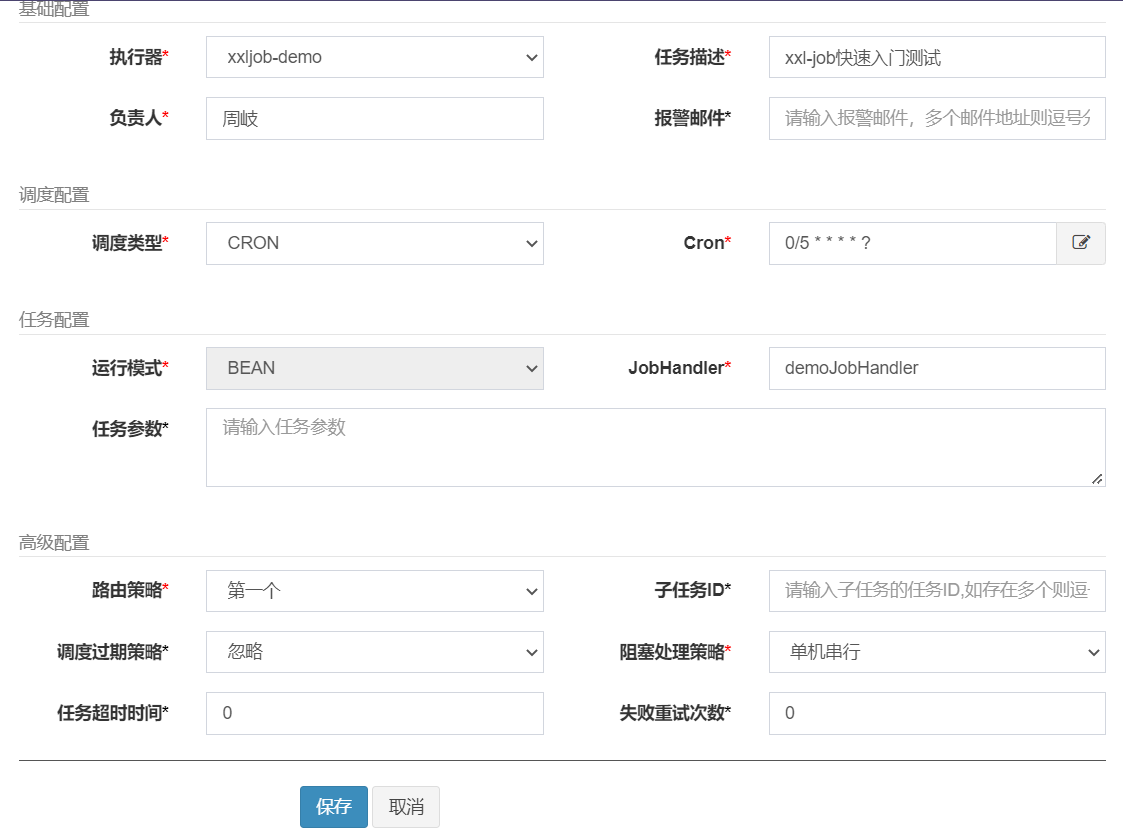 基础配置
执行器* xxljob-demo 任务描述* xxl-job快速入门测试
负责人* 周岐 报警邮件* 请输入报警邮件，多个邮件地址则逗号分
调度配置
调度类型* CRON Cron* 0/5 * * * * ?
任务配置
运行模式* BEAN JobHandler* demoJobHandler
任务参数* 请输入任务参数
高级配置
路由策略* 第一个 子任务ID* 请输入子任务的任务ID,如存在多个则逗
调度过期策略* 忽略 阻塞处理策略* 单机串行
任务超时时间* 0 失败重试次数* 0
保存 取消